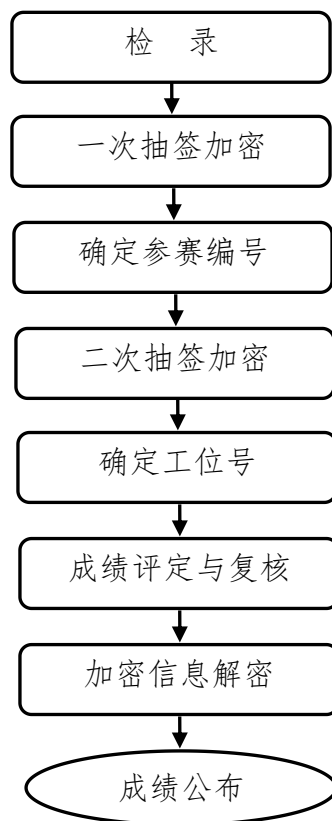 检 录
一次抽签加密
确定参赛编号
二次抽签加密
确定工位号
成绩评定与复核
加密信息解密
成绩公布